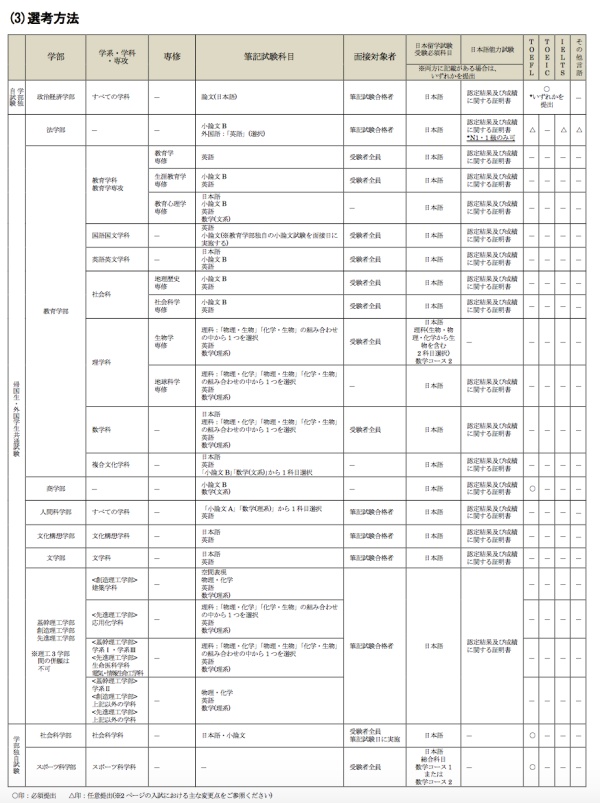 (3) 選考方法
学部 学系・学科・専攻 専修 筆記試験科目 面接対象者 日本留学試験 受験必須科目 日本語能力試験 TOEFL TOEIC IELTS その他言語
※両方に記載がある場合は、いずれかを提出
学部独自試験
政治経済学部 すべての学科 ― 論文(日本語) 筆記試験合格者 日本語 認定結果及び成績に関する証明書 ○ *いずれかを提出 ―
帰国生・外国学生共通試験
法学部 ― ― 小論文 B 外国語:「英語」(選択) 筆記試験合格者 日本語 認定結果及び成績に関する証明書 *N1・1級のみ可 △ ― △ △
教育学部
教育学科 教育学専攻
教育学専修 英語 受験者全員 日本語 認定結果及び成績に関する証明書 ― ― ― ―
生涯教育学専修 小論文 B 英語 受験者全員 日本語 認定結果及び成績に関する証明書 ― ― ― ―
教育心理学専修 日本語 小論文 B 英語 数学(文系) ― 日本語 認定結果及び成績に関する証明書 ― ― ― ―
国語国文学科 ― 英語 小論文(※教育学部独自の小論文試験を面接日に実施する) 受験者全員 日本語 認定結果及び成績に関する証明書 ― ― ― ―
英語英文学科 ― 日本語 小論文 B 英語 受験者全員 日本語 認定結果及び成績に関する証明書 ― ― ― ―
社会科
地理歴史専修 小論文 B 英語 受験者全員 日本語 認定結果及び成績に関する証明書 ― ― ― ―
社会科学専修 小論文 B 英語 受験者全員 日本語 認定結果及び成績に関する証明書 ― ― ― ―
理学科
生物学専修 理科:「物理・生物」「化学・生物」の組み合わせの中から1つを選択 英語 数学(理系) 受験者全員 日本語 理科(生物・物理・化学から生物を含む2科目選択) 数学コース2 ― ― ― ― ―
地球科学専修 理科:「物理・化学」「物理・生物」「化学・生物」の組み合わせの中から1つを選択 英語 数学(理系) ― 日本語 認定結果及び成績に関する証明書 ― ― ― ―
数学科 ― 日本語 理科:「物理・化学」「物理・生物」「化学・生物」の組み合わせの中から1つを選択 英語 数学(理系) 受験者全員 日本語 認定結果及び成績に関する証明書 ― ― ― ―
複合文化学科 ― 日本語 英語 「小論文 B」「数学(文系)」から1科目選択 ― 日本語 認定結果及び成績に関する証明書 ― ― ― ―
商学部 ― ― 小論文 B 数学(文系) ― 日本語 認定結果及び成績に関する証明書 ○ ― ― ―
人間科学部 すべての学科 ― 「小論文 A」「数学(理系)」から1科目選択 英語 筆記試験合格者 日本語 認定結果及び成績に関する証明書 ― ― ― ―
文化構想学部 文化構想学科 ― 日本語 英語 筆記試験合格者 日本語 認定結果及び成績に関する証明書 ― ― ― ―
文学部 文学科 ― 日本語 英語 筆記試験合格者 日本語 認定結果及び成績に関する証明書 ― ― ― ―
基幹理工学部 創造理工学部 先進理工学部 ※理工3学部間の併願は不可
<創造理工学部> 建築学科 ― 空間表現 物理・化学 英語 数学(理系) 筆記試験合格者 日本語 認定結果及び成績に関する証明書 ― ― ― ―
<先進理工学部> 応用化学科 ― 理科:「物理・化学」「化学・生物」の組み合わせの中から1つを選択 英語 数学(理系) ― ― ― ―
<基幹理工学部> 学系Ⅰ・学系Ⅲ <先進理工学部> 生命医科学科 電気・情報生命工学科 ― 理科:「物理・化学」「物理・生物」「化学・生物」の組み合わせの中から1つを選択 英語 数学(理系) ― ― ― ―
<基幹理工学部> 学系Ⅱ <創造理工学部> 上記以外の学科 <先進理工学部> 上記以外の学科 ― 物理・化学 英語 数学(理系) ― ― ― ―
学部独自試験
社会科学部 社会科学科 ― 日本語・小論文 受験者全員 筆記試験日に実施 日本語 ― ○ ― ― ―
スポーツ科学部 スポーツ科学科 ― ― 受験者全員 日本語 総合科目 数学コース1 または 数学コース2 ― ― ― ― ―
○印:必須提出 △印:任意提出(※2ページの入試における主な変更点をご参照ください)